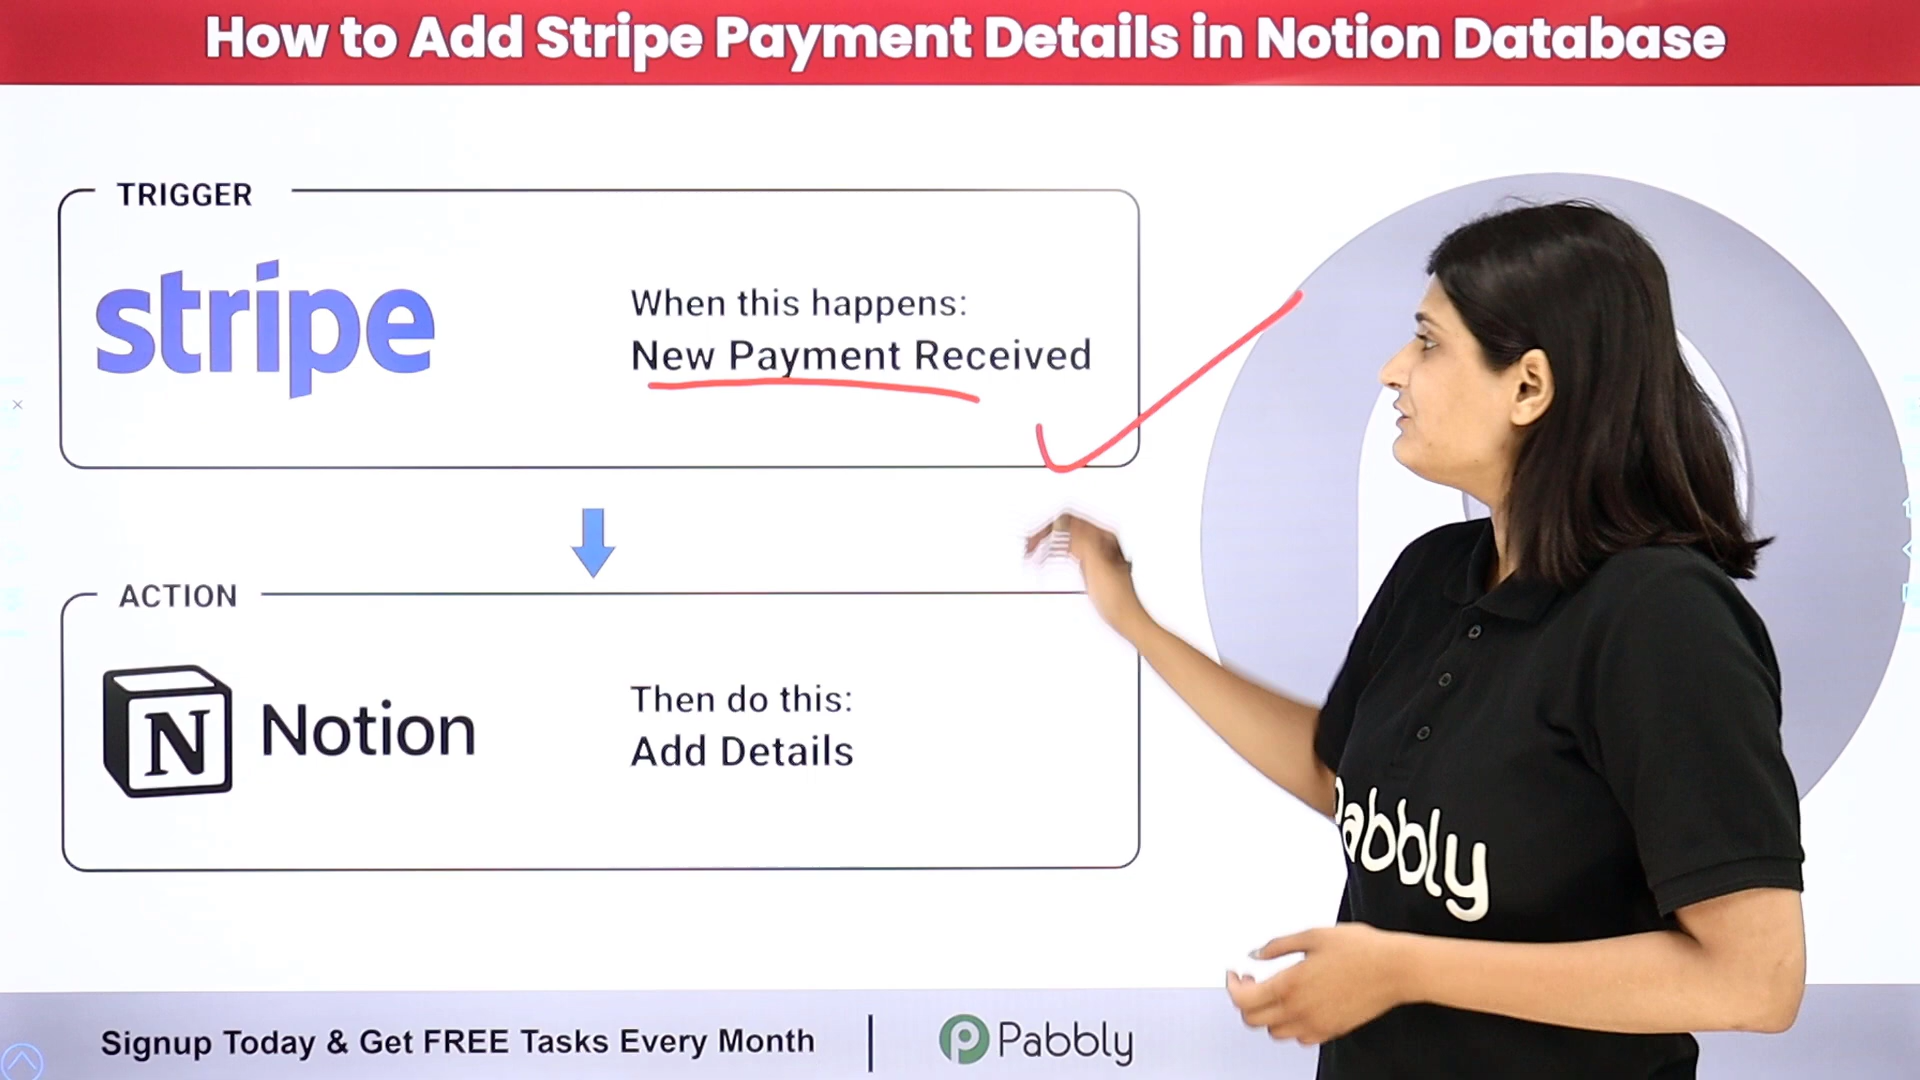 How to Add Stripe Payment Details in Notion Database
TRIGGER
stripe
When this happens:
New Payment Received
ACTION
N Notion
Then do this:
Add Details
Pabbly
Signup Today & Get FREE Tasks Every Month
Pabbly